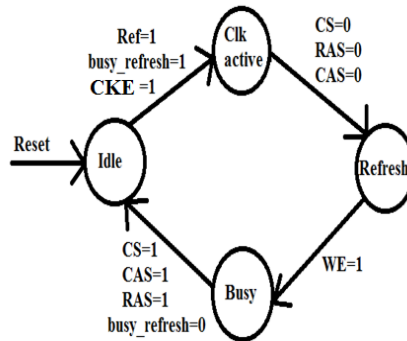 Ref=1
busy_refresh=1
CKE =1
Clk
active
CS=0
RAS=0
CAS=0
Reset
Idle
Refresh
CS=1
CAS=1
RAS=1
busy_refresh=0
Busy
WE=1